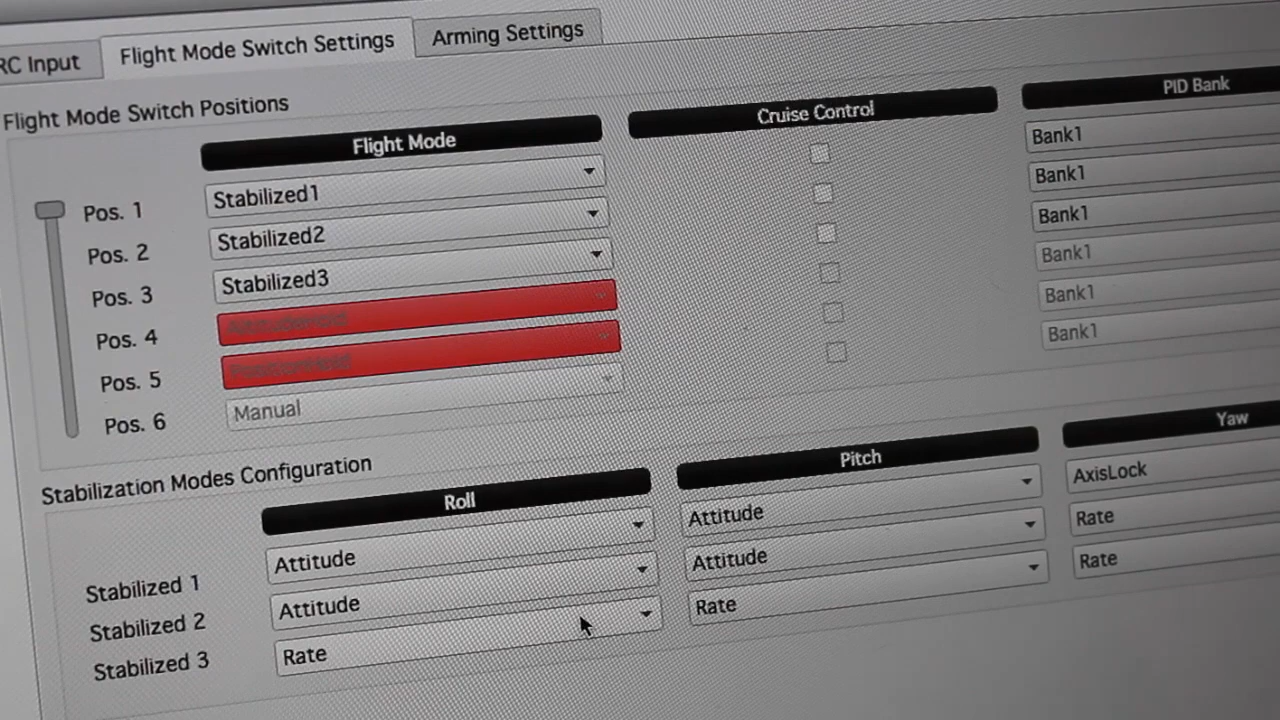 RC Input Flight Mode Switch Settings Arming Settings
Flight Mode Switch Positions
Flight Mode Cruise Control PID Bank
Pos. 1 Stabilized1 Bank1
Pos. 2 Stabilized2 Bank1
Pos. 3 Stabilized3 Bank1
Pos. 4 Bank1
Pos. 5 Bank1
Pos. 6 Manual Bank1
Stabilization Modes Configuration
Roll Pitch Yaw
Stabilized 1 Attitude Attitude AxisLock
Stabilized 2 Attitude Attitude Rate
Stabilized 3 Rate Rate Rate